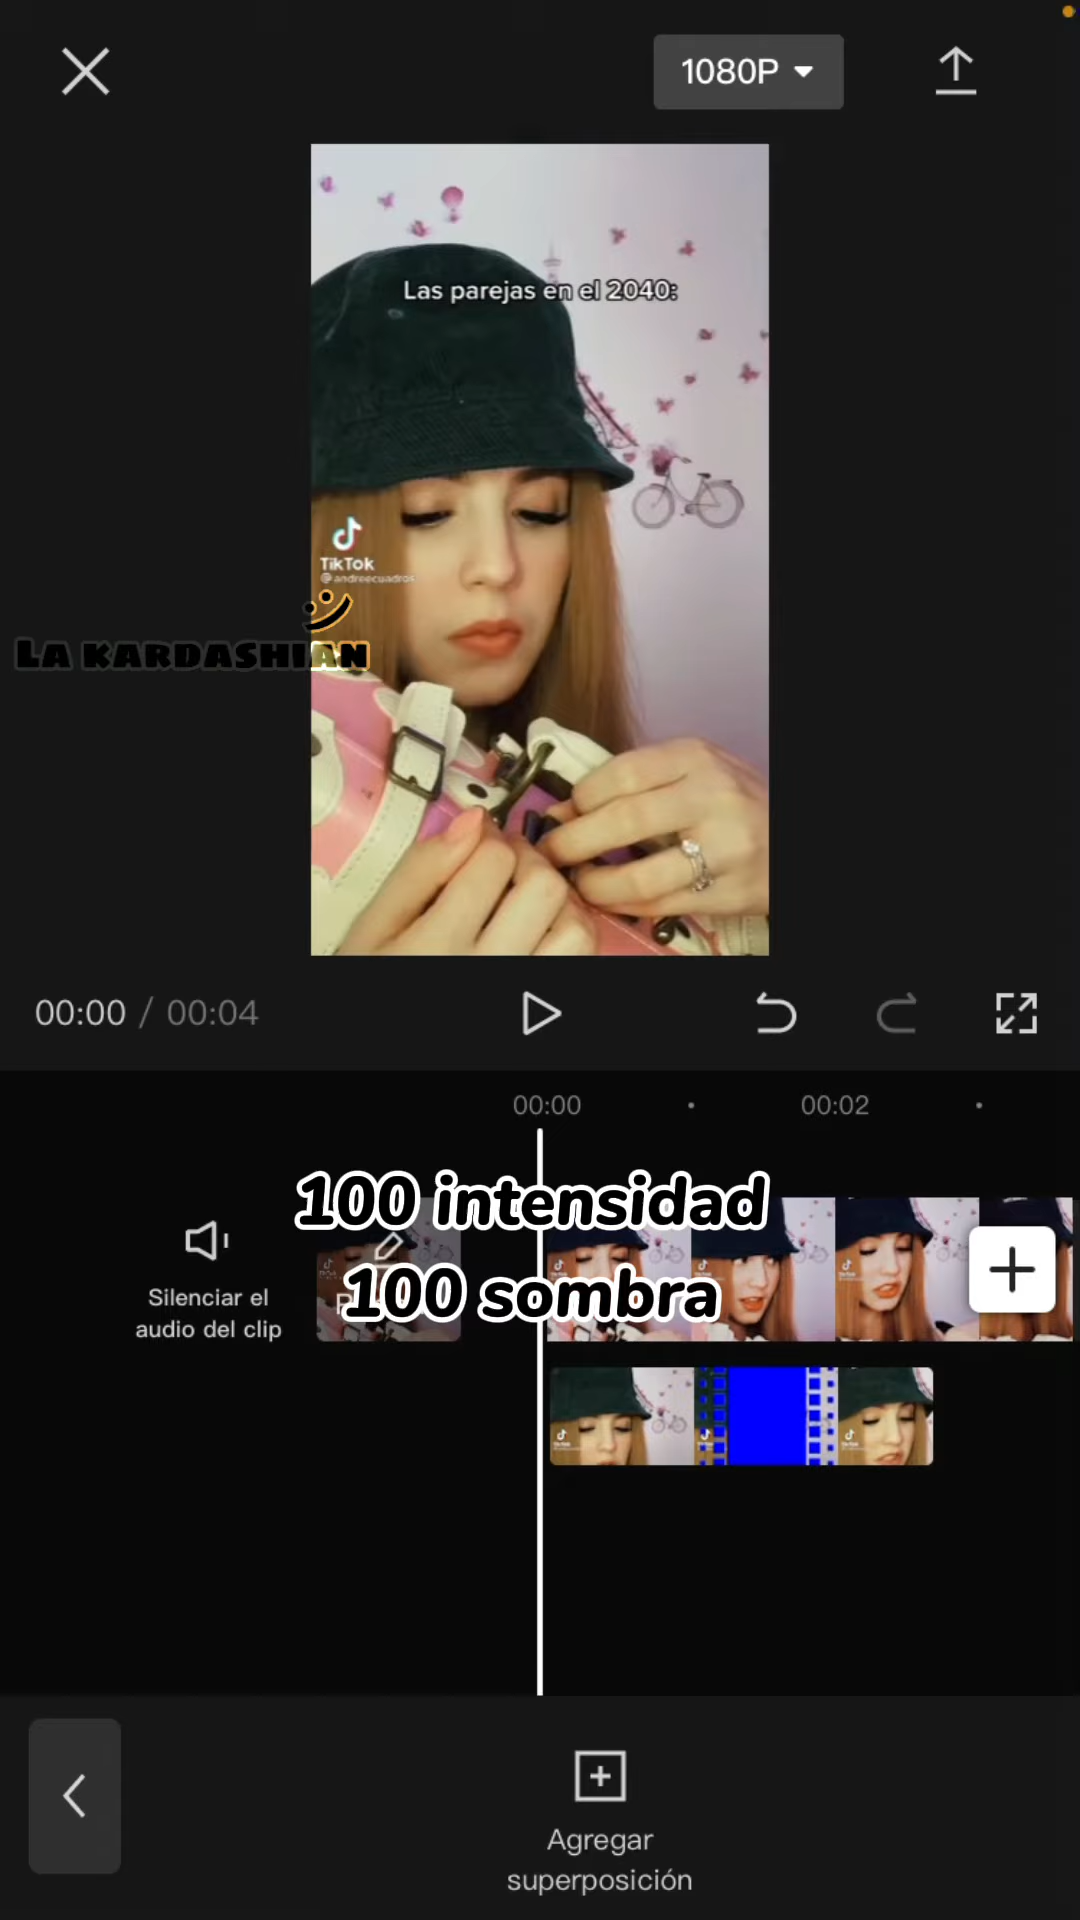 1080P
Las parejas en el 2040:
TikTok
@andreecuadros
LA KARDASHIAN
00:00 / 00:04
00:00
00:02
100 intensidad
100 sombra
Silenciar el
audio del clip
Agregar
superposición